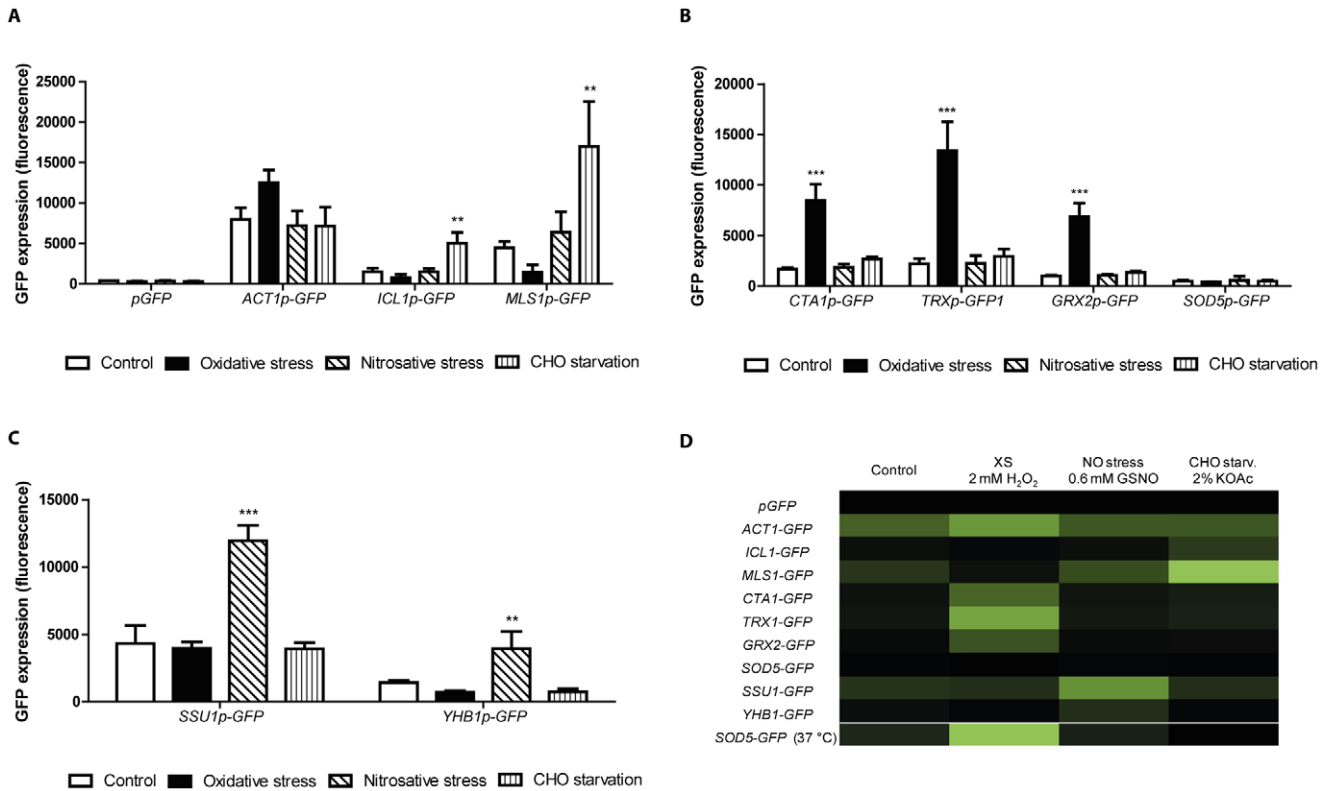 A
GFP expression (fluorescence)
30000
25000
20000
15000
10000
5000
0
**
**
pGFP
ACT1p-GFP
ICL1p-GFP
MLS1p-GFP
Control
Oxidative stress
Nitrosative stress
CHO starvation
B
GFP expression (fluorescence)
20000
15000
10000
5000
0
***
***
***
CTA1p-GFP
TRXp-GFP1
GRX2p-GFP
SOD5p-GFP
Control
Oxidative stress
Nitrosative stress
CHO starvation
C
GFP expression (fluorescence)
15000
10000
5000
0
***
**
SSU1p-GFP
YHB1p-GFP
Control
Oxidative stress
Nitrosative stress
CHO starvation
D
Control
XS
2 mM H₂O₂
NO stress
0.6 mM GSNO
CHO starv.
2% KOAc
pGFP
ACT1-GFP
ICL1-GFP
MLS1-GFP
CTA1-GFP
TRX1-GFP
GRX2-GFP
SOD5-GFP
SSU1-GFP
YHB1-GFP
SOD5-GFP (37 °C)